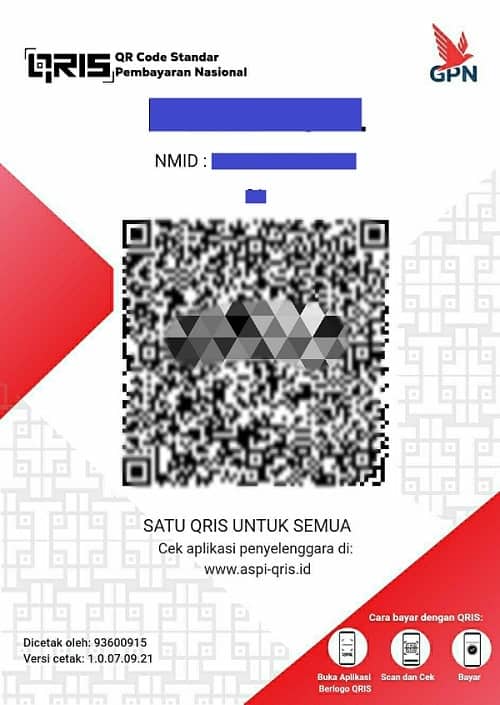 QRIS
QR Code Standar
Pembayaran Nasional
GPN
NMID :
SATU QRIS UNTUK SEMUA
Cek aplikasi penyelenggara di:
www.aspi-qris.id
Dicetak oleh: 93600915
Versi cetak: 1.0.07.09.21
Cara bayar dengan QRIS:
Buka Aplikasi
Berlogo QRIS
Scan dan Cek
Bayar